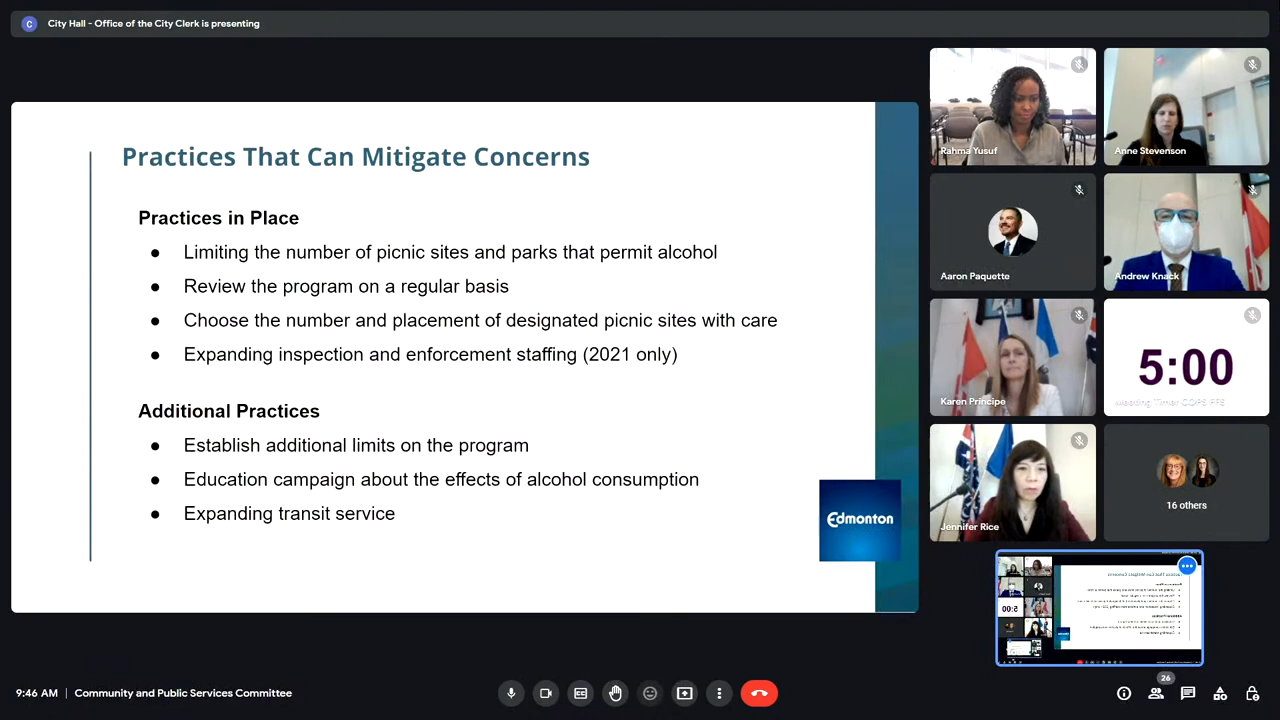 C
City Hall - Office of the City Clerk is presenting
Practices That Can Mitigate Concerns
Practices in Place
● Limiting the number of picnic sites and parks that permit alcohol
● Review the program on a regular basis
● Choose the number and placement of designated picnic sites with care
● Expanding inspection and enforcement staffing (2021 only)
Additional Practices
● Establish additional limits on the program
● Education campaign about the effects of alcohol consumption
● Expanding transit service
Edmonton
Rahma Yusuf
Anne Stevenson
Aaron Paquette
Andrew Knack
Karen Principe
5:00
Meeting Timer
Jennifer Rice
16 others
9:46 AM | Community and Public Services Committee
26